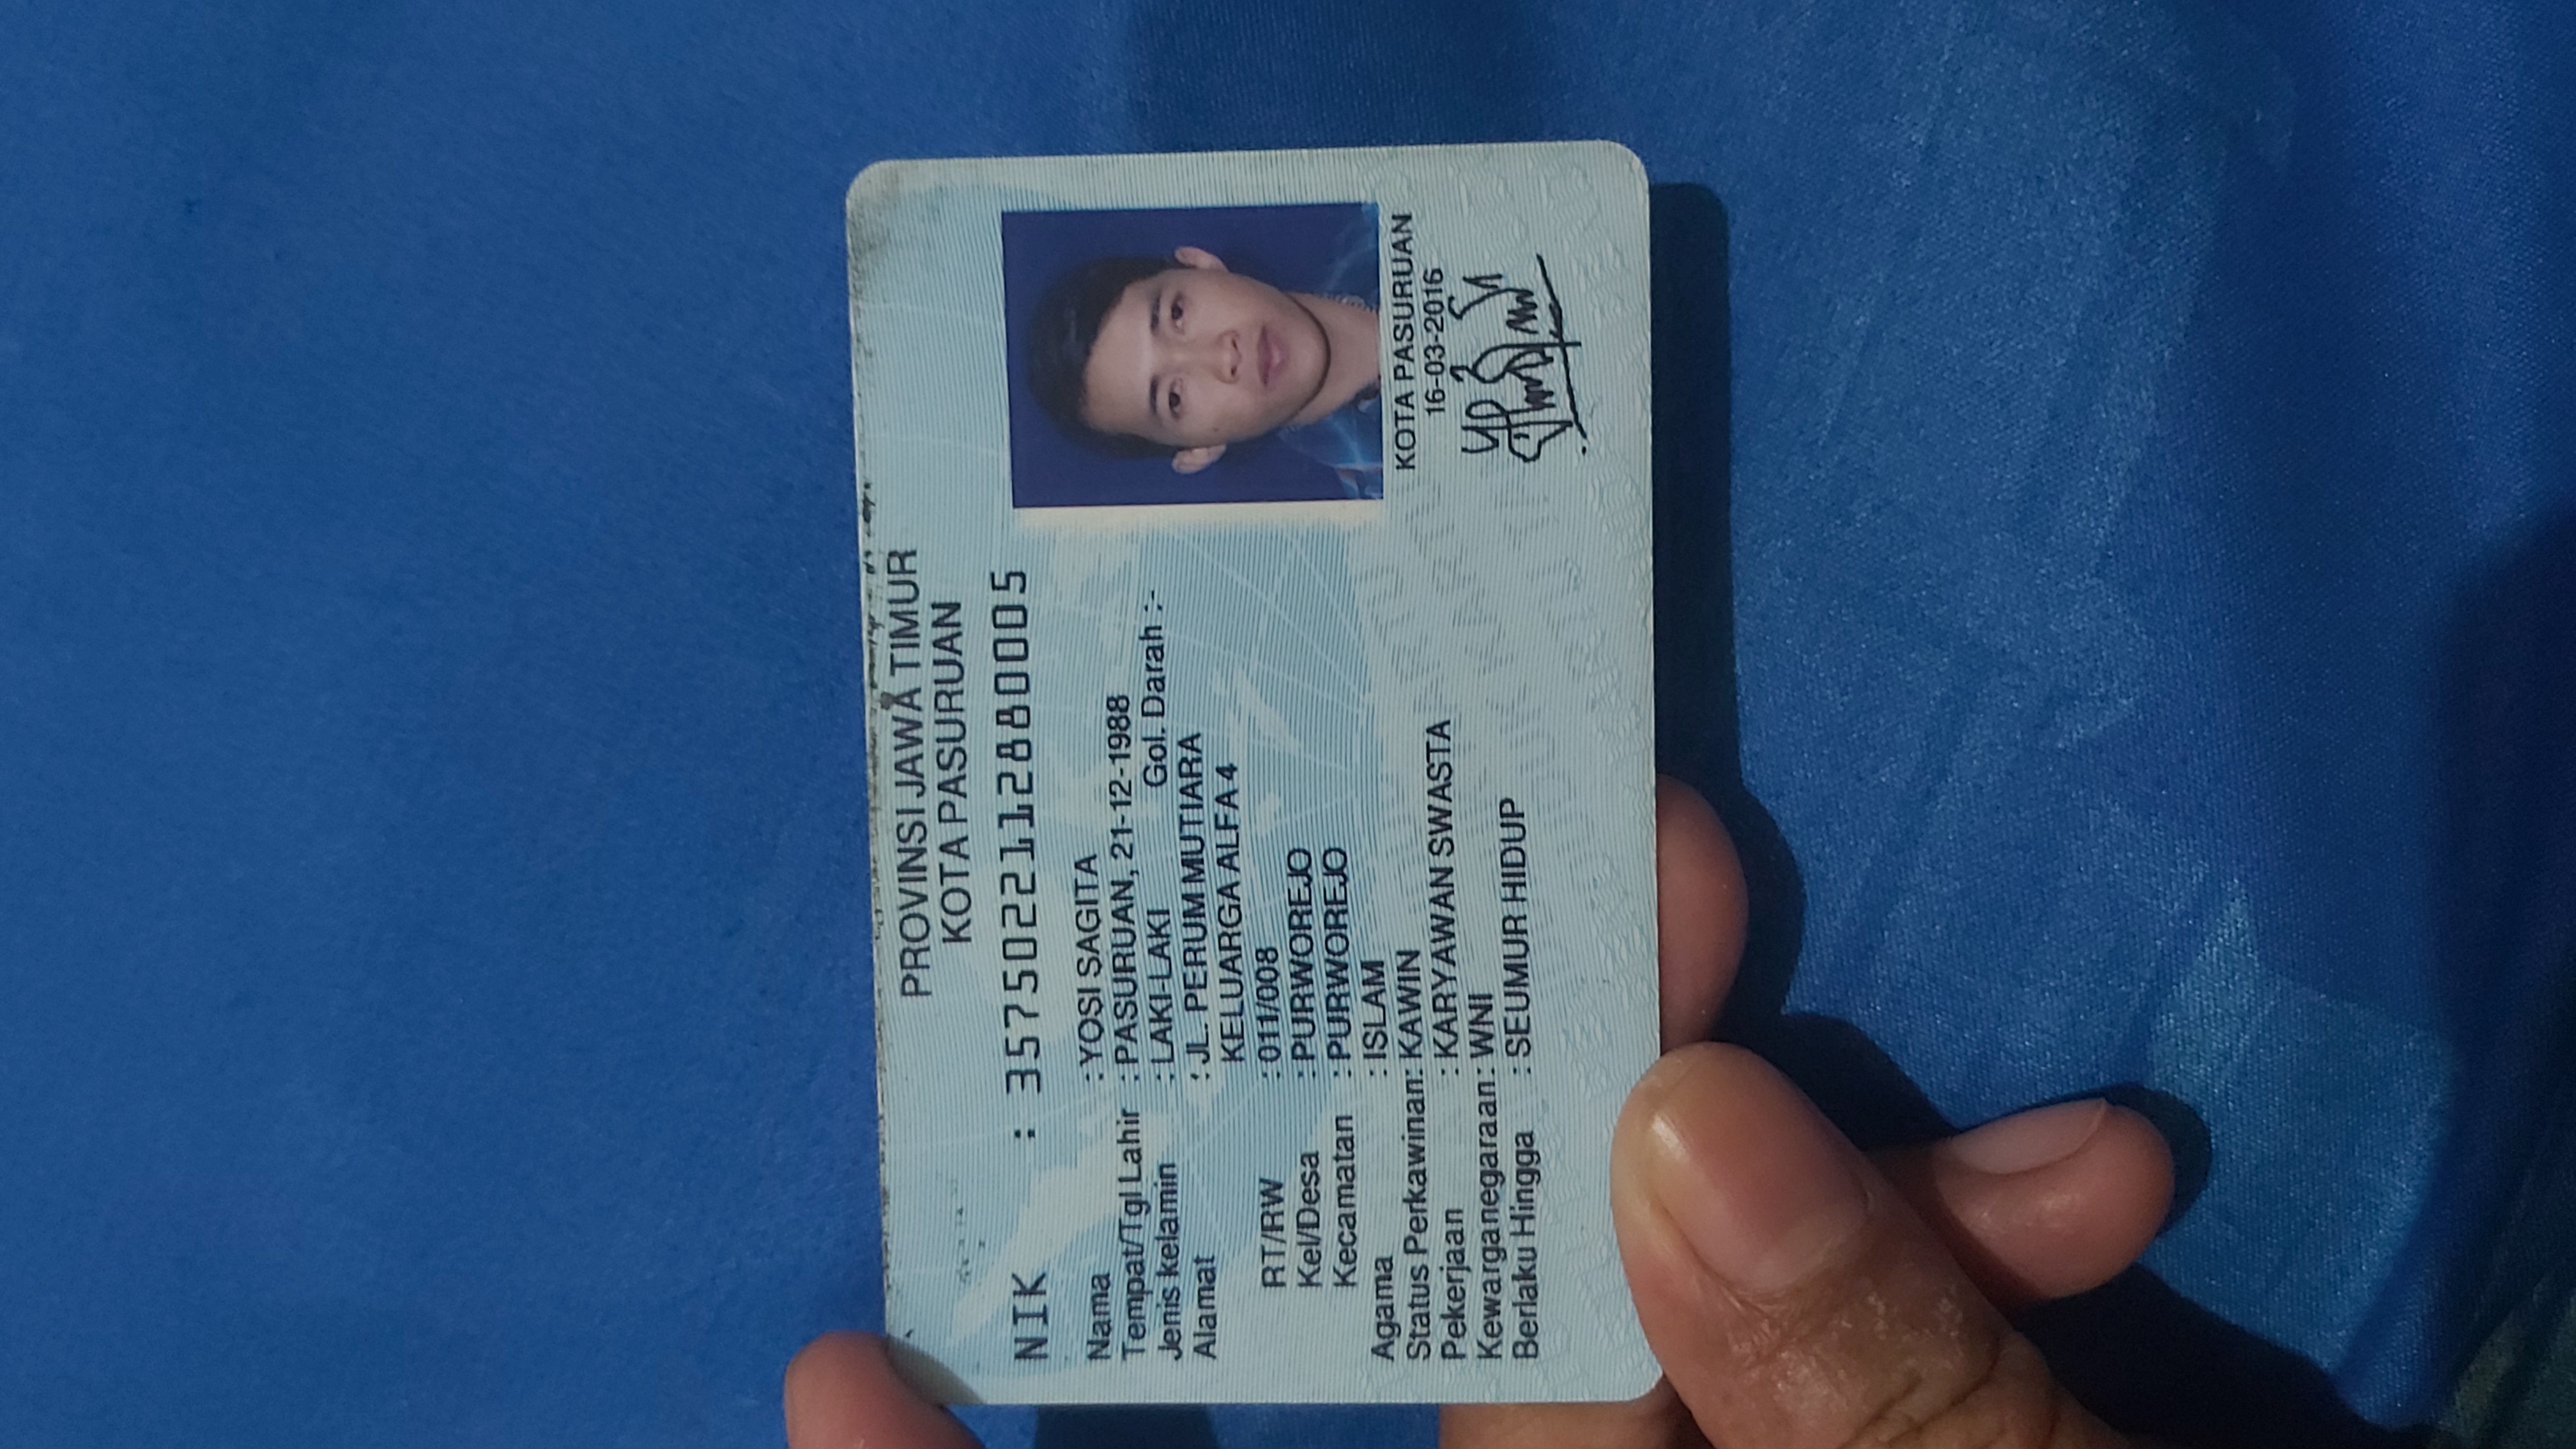 PROVINSI JAWA TIMUR
KOTA PASURUAN
NIK : 3575022112880005
Nama : YOSI SAGITA
Tempat/Tgl Lahir : PASURUAN, 21-12-1988
Jenis kelamin : LAKI-LAKI Gol. Darah :-
Alamat : JL. PERUM MUTIARA
KELUARGA ALFA 4
RT/RW : 011/008
Kel/Desa : PURWOREJO
Kecamatan : PURWOREJO
Agama : ISLAM
Status Perkawinan: KAWIN
Pekerjaan : KARYAWAN SWASTA
Kewarganegaraan: WNI
Berlaku Hingga : SEUMUR HIDUP
KOTA PASURUAN
16-03-2016